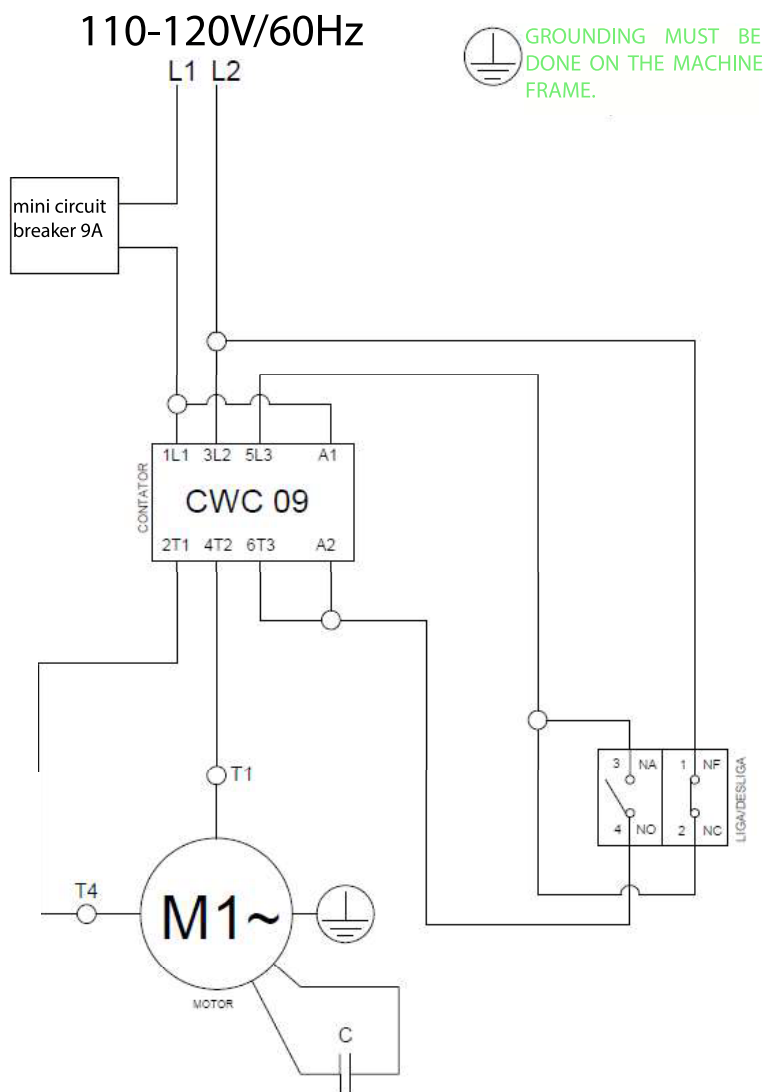 110-120V/60Hz
L1 L2
GROUNDING MUST BE
DONE ON THE MACHINE
FRAME.
mini circuit
breaker 9A
1L1 3L2 5L3 A1
CONTATOR
CWC 09
2T1 4T2 6T3 A2
T1
3 NA 1 NF
4 NO 2 NC
LIGA/DESLIGA
T4
M1~
MOTOR
C